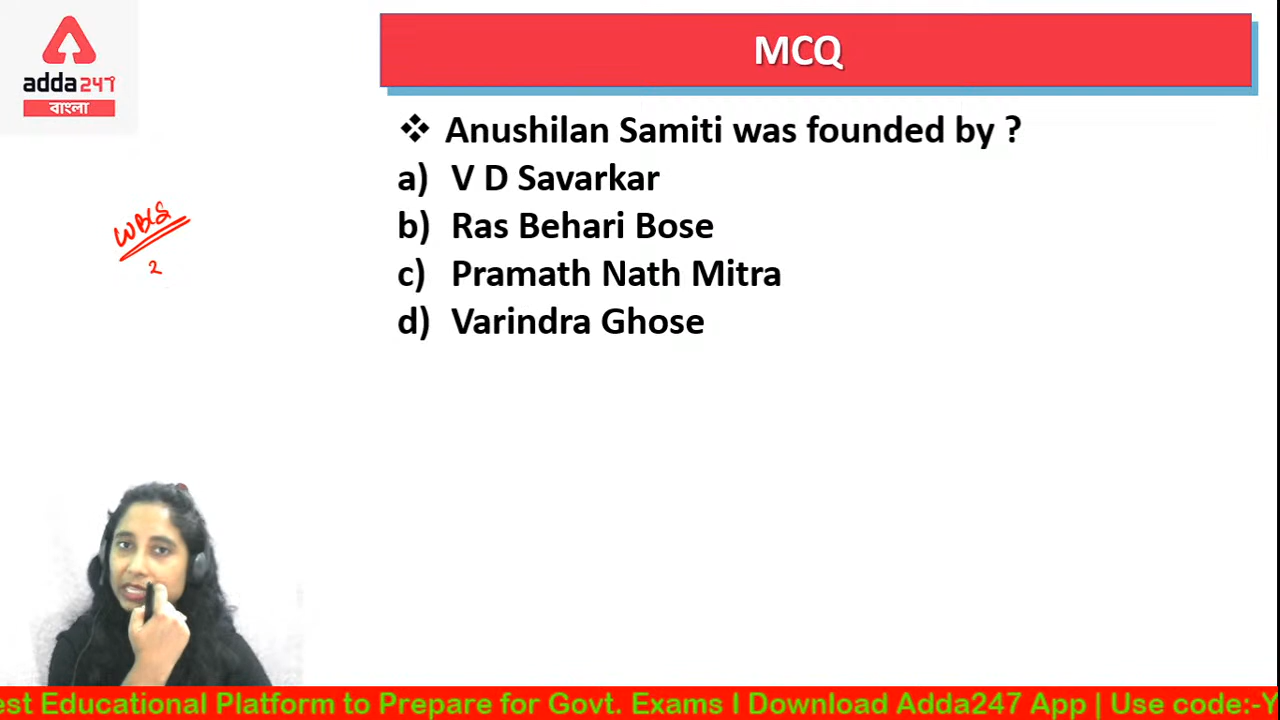 adda247
বাংলা
MCQ
❖ Anushilan Samiti was founded by ?
a) V D Savarkar
b) Ras Behari Bose
c) Pramath Nath Mitra
d) Varindra Ghose
2
est Educational Platform to Prepare for Govt. Exams I Download Adda247 App | Use code:-Y